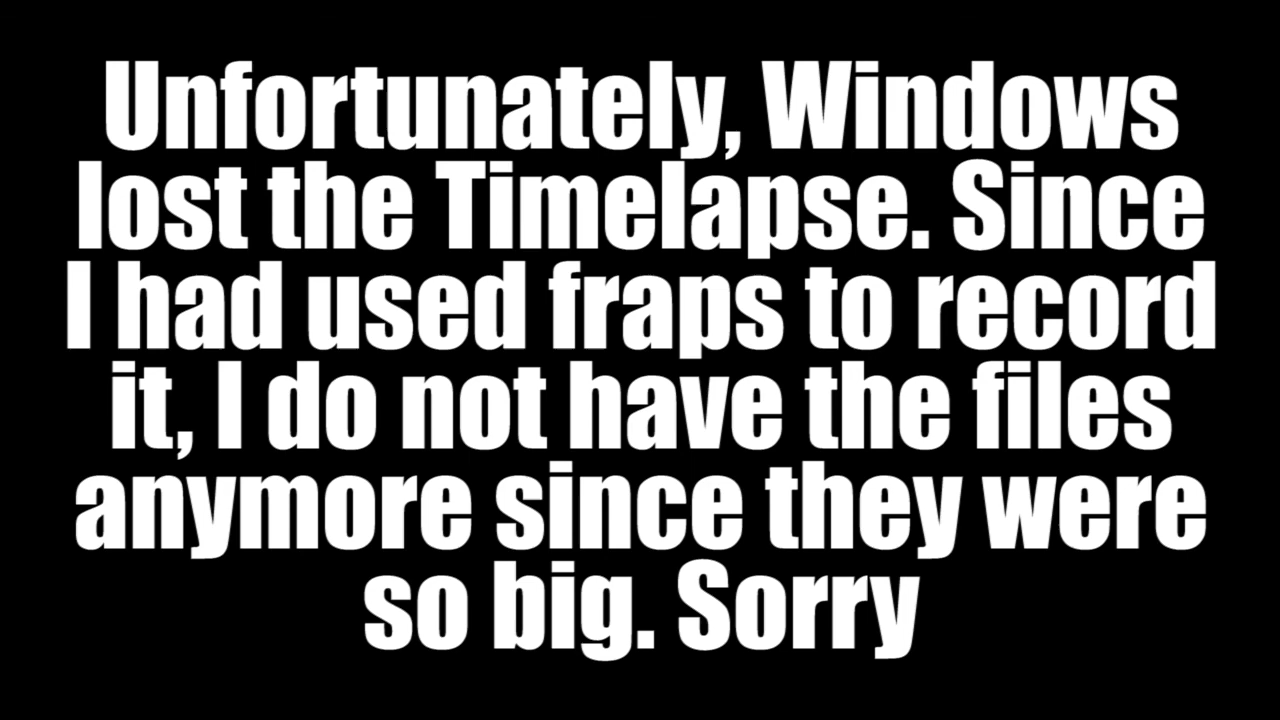 Unfortunately, Windows
lost the Timelapse. Since
I had used fraps to record
it, I do not have the files
anymore since they were
so big. Sorry